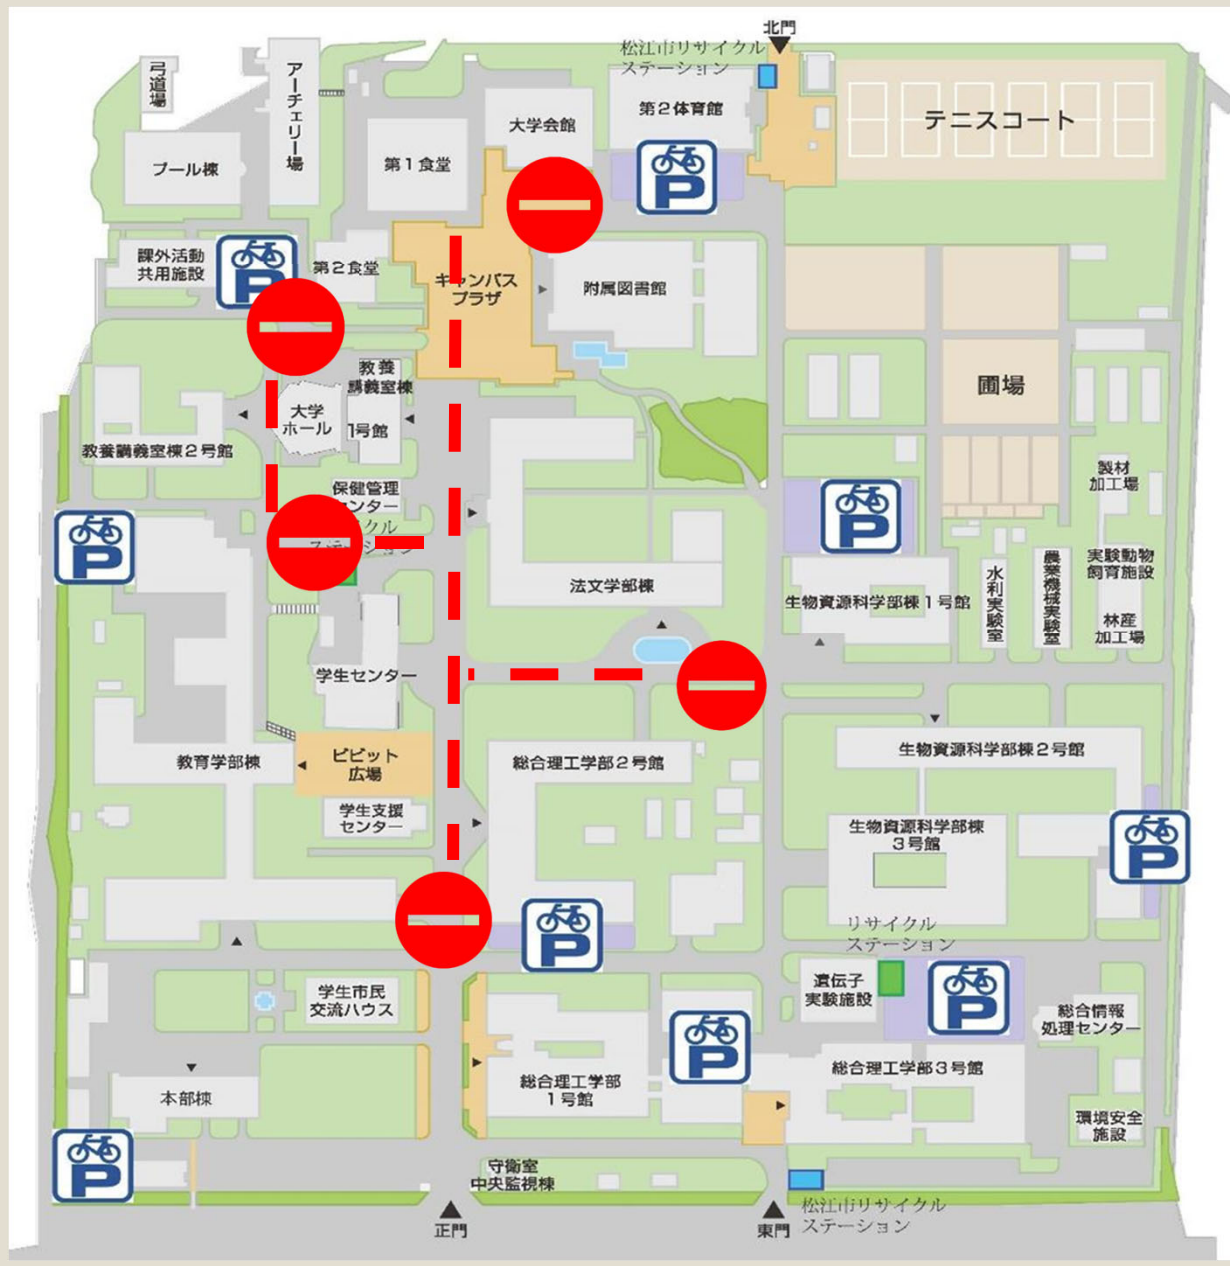 北門
松江市リサイクル
ステーション
弓道場
アーチェリー場
プール棟
第1食堂
大学会館
第2体育館
テニスコート
P
課外活動
共用施設
P
第2食堂
キャンパス
プラザ
附属図書館
圃場
教養
講義室棟
1号館
大学
ホール
教養講義室棟2号館
保健管理
センター
製材
加工場
P
P
クル
ステーション
法文学部棟
生物資源科学部棟1号館
水利実験室
農業機械実験室
実験動物
飼育施設
林産
加工場
学生センター
教育学部棟
ビビット
広場
総合理工学部2号館
生物資源科学部棟2号館
学生支援
センター
生物資源科学部棟
3号館
P
P
リサイクル
ステーション
学生市民
交流ハウス
遺伝子
実験施設
P
総合情報
処理センター
P
総合理工学部
1号館
総合理工学部3号館
本部棟
環境安全
施設
P
守衛室
中央監視棟
正門
東門
松江市リサイクル
ステーション